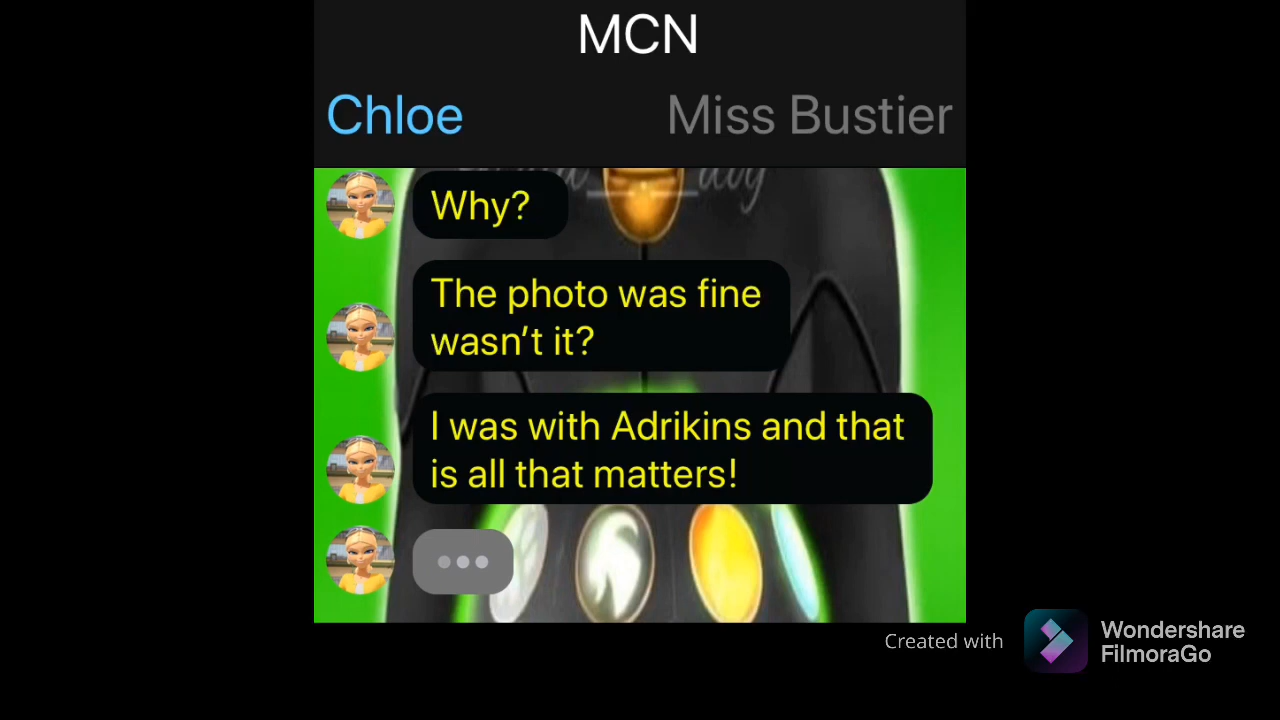 MCN
Chloe
Miss Bustier
Why?
The photo was fine
wasn't it?
I was with Adrikins and that
is all that matters!
Created with
Wondershare
FilmoraGo